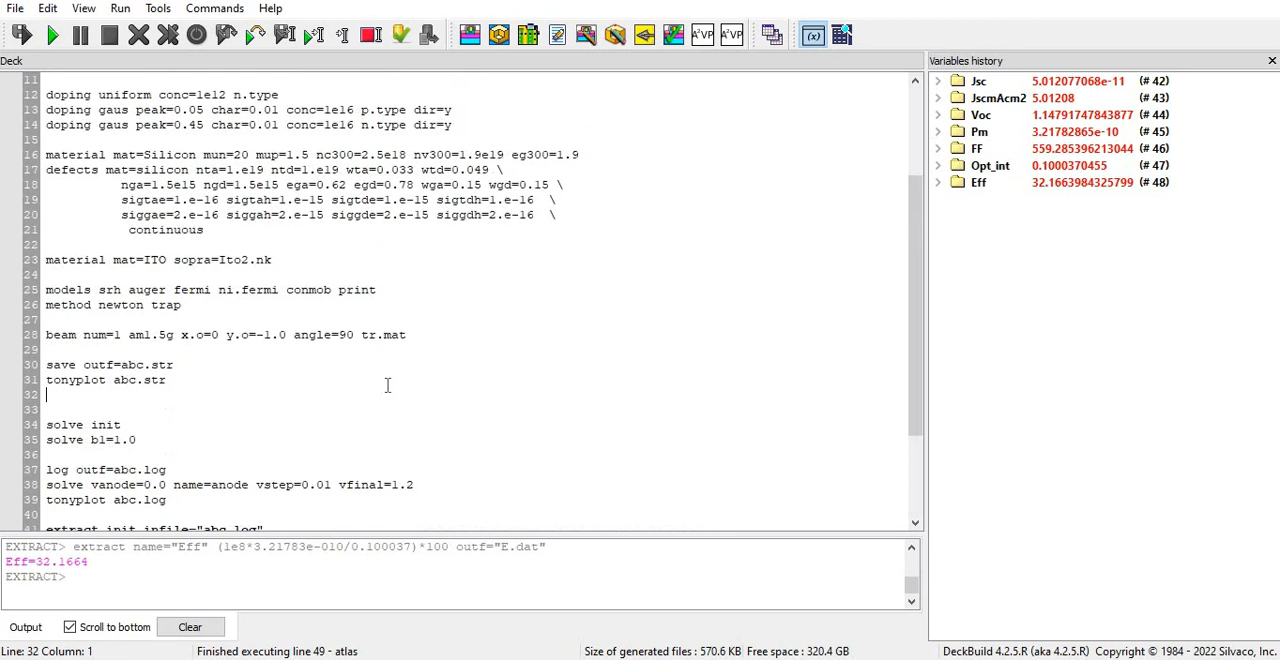 File Edit View Run Tools Commands Help
A²VP A²VP (x)
Deck
Variables history
11
12 doping uniform conc=1e12 n.type
13 doping gaus peak=0.05 char=0.01 conc=1e16 p.type dir=y
14 doping gaus peak=0.45 char=0.01 conc=1e16 n.type dir=y
15
16 material mat=Silicon mun=20 mup=1.5 nc300=2.5e18 nv300=1.9e19 eg300=1.9
17 defects mat=silicon nta=1.e19 ntd=1.e19 wta=0.033 wtd=0.049 \
18 nga=1.5e15 ngd=1.5e15 ega=0.62 egd=0.78 wga=0.15 wgd=0.15 \
19 sigtae=1.e-16 sigtah=1.e-15 sigtde=1.e-15 sigtdh=1.e-16 \
20 siggae=2.e-16 siggah=2.e-15 siggde=2.e-15 siggdh=2.e-16 \
21 continuous
22
23 material mat=ITO sopra=Ito2.nk
24
25 models srh auger fermi ni.fermi conmob print
26 method newton trap
27
28 beam num=1 am1.5g x.o=0 y.o=-1.0 angle=90 tr.mat
29
30 save outf=abc.str
31 tonyplot abc.str
32
33
34 solve init
35 solve b1=1.0
36
37 log outf=abc.log
38 solve vanode=0.0 name=anode vstep=0.01 vfinal=1.2
39 tonyplot abc.log
40
41 extract init infile="abc.log"
Jsc 5.012077068e-11 (# 42)
JscmAcm2 5.01208 (# 43)
Voc 1.14791747843877 (# 44)
Pm 3.21782865e-10 (# 45)
FF 559.285396213044 (# 46)
Opt_int 0.1000370455 (# 47)
Eff 32.1663984325799 (# 48)
EXTRACT> extract name="Eff" (1e8*3.21783e-010/0.100037)*100 outf="E.dat"
Eff=32.1664
EXTRACT>
Output Scroll to bottom Clear
Line: 32 Column: 1 Finished executing line 49 - atlas Size of generated files : 570.6 KB Free space : 320.4 GB DeckBuild 4.2.5.R (aka 4.2.5.R) Copyright © 1984 - 2022 Silvaco, Inc.